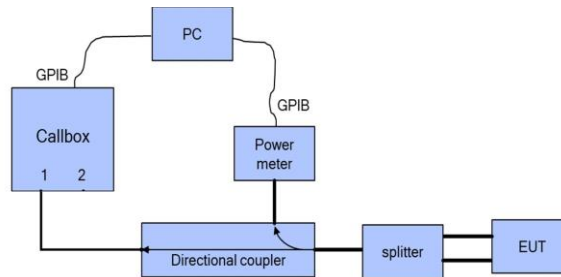 PC
GPIB
GPIB
Callbox
1 2
Power
meter
Directional coupler
splitter
EUT